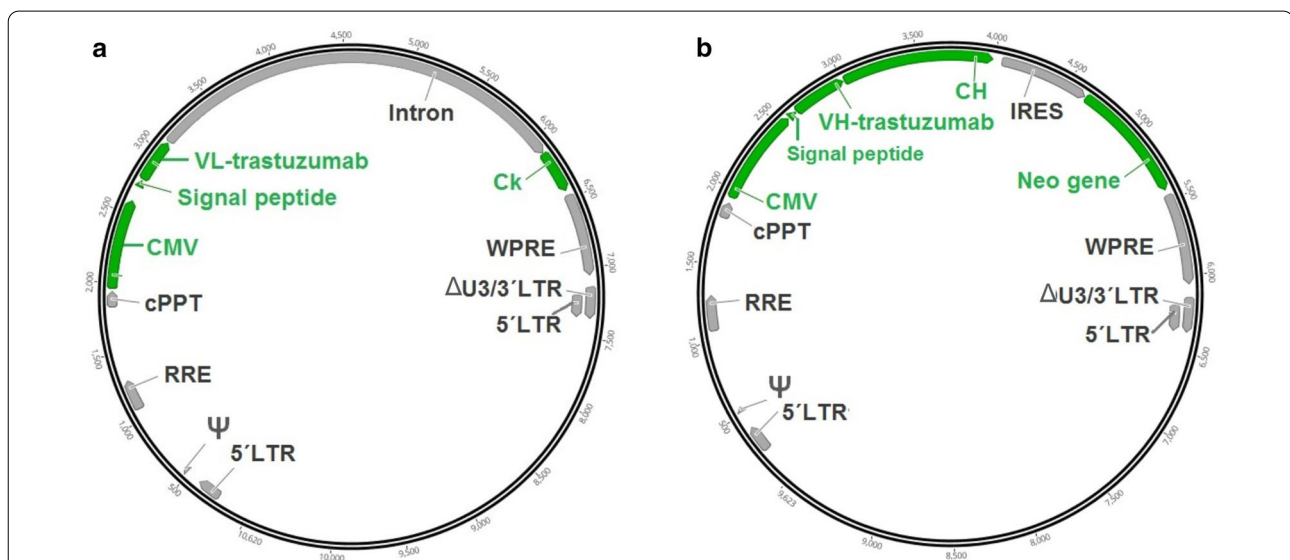 a
4,500
4,000
5,000
3,500
5,500
Intron
6,000
3,000
VL-trastuzumab
Ck
Signal peptide
6,500
2,500
CMV
WPRE
2,000
7,000
cPPT
ΔU3/3´LTR
5´LTR
7,500
1,500
RRE
8,000
1,000
Ψ
5´LTR
500
8,500
10,620
9,000
10,000
9,500
b
3,500
4,000
3,000
4,500
CH
IRES
2,500
VH-trastuzumab
5,000
Signal peptide
Neo gene
2,000
CMV
5,500
cPPT
WPRE
1,500
6,000
RRE
ΔU3/3´LTR
5´LTR
1,000
6,500
Ψ
5´LTR
500
7,000
9,623
7,500
9,000
8,500
8,000